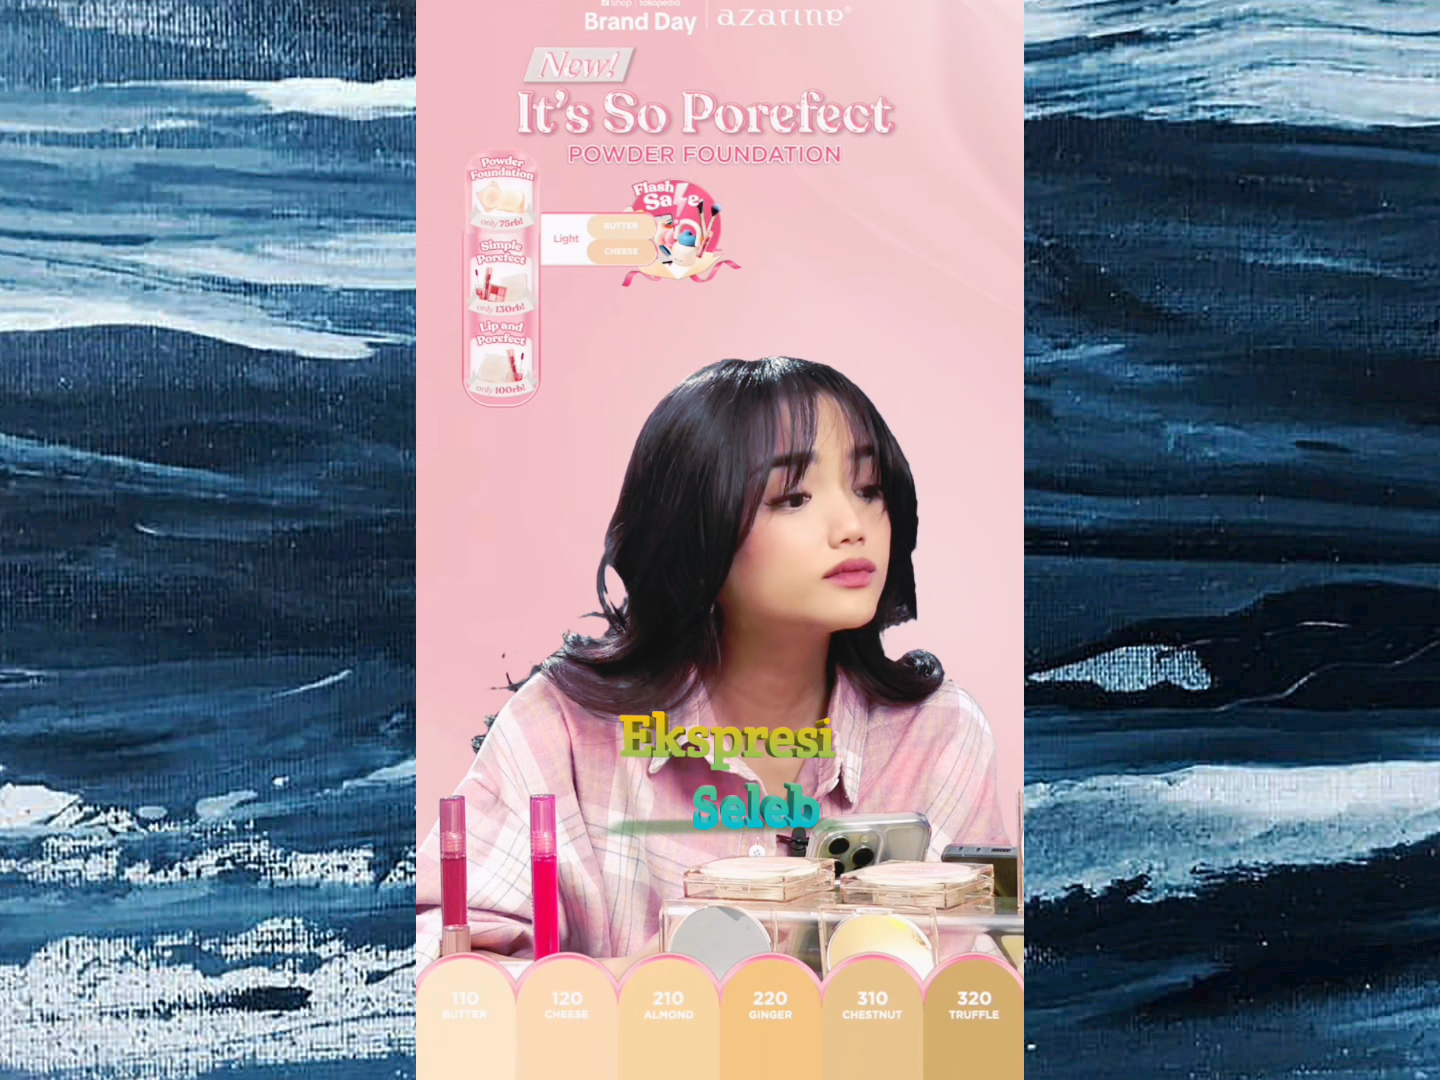 Shop | tokopedia
Brand Day
azarine
New!
It's So Porefect
POWDER FOUNDATION
Powder
Foundation
only 75rb!
Simple
Porefect
only 130rb!
Lip and
Porefect
only 100rb!
Light
BUTTER
CHEESE
Flash
Sale
Ekspresi
Seleb
110
BUTTER
120
CHEESE
210
ALMOND
220
GINGER
310
CHESTNUT
320
TRUFFLE